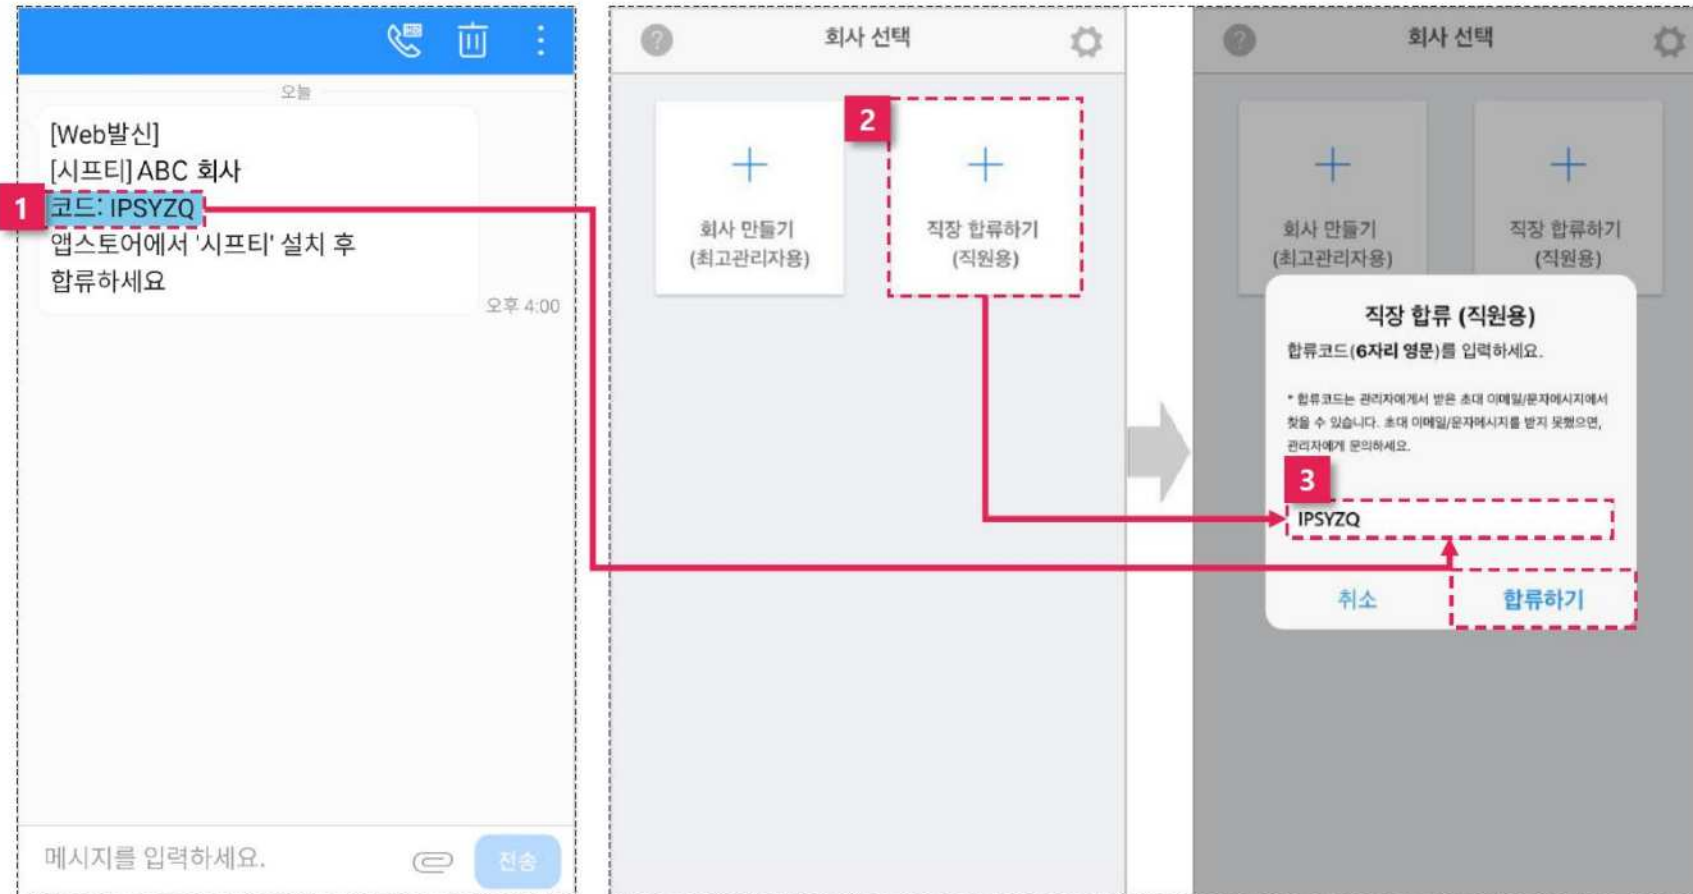 오늘
[Web발신]
[시프티] ABC 회사
1
코드: IPSYZQ
앱스토어에서 '시프티' 설치 후
합류하세요
오후 4:00
메시지를 입력하세요.
전송
?
회사 선택
2
회사 만들기
(최고관리자용)
직장 합류하기
(직원용)
?
회사 선택
회사 만들기
(최고관리자용)
직장 합류하기
(직원용)
직장 합류 (직원용)
합류코드(6자리 영문)를 입력하세요.
* 합류코드는 관리자에게서 받은 초대 이메일/문자메시지에서
찾을 수 있습니다. 초대 이메일/문자메시지를 받지 못했으면,
관리자에게 문의하세요.
3
IPSYZQ
취소
합류하기